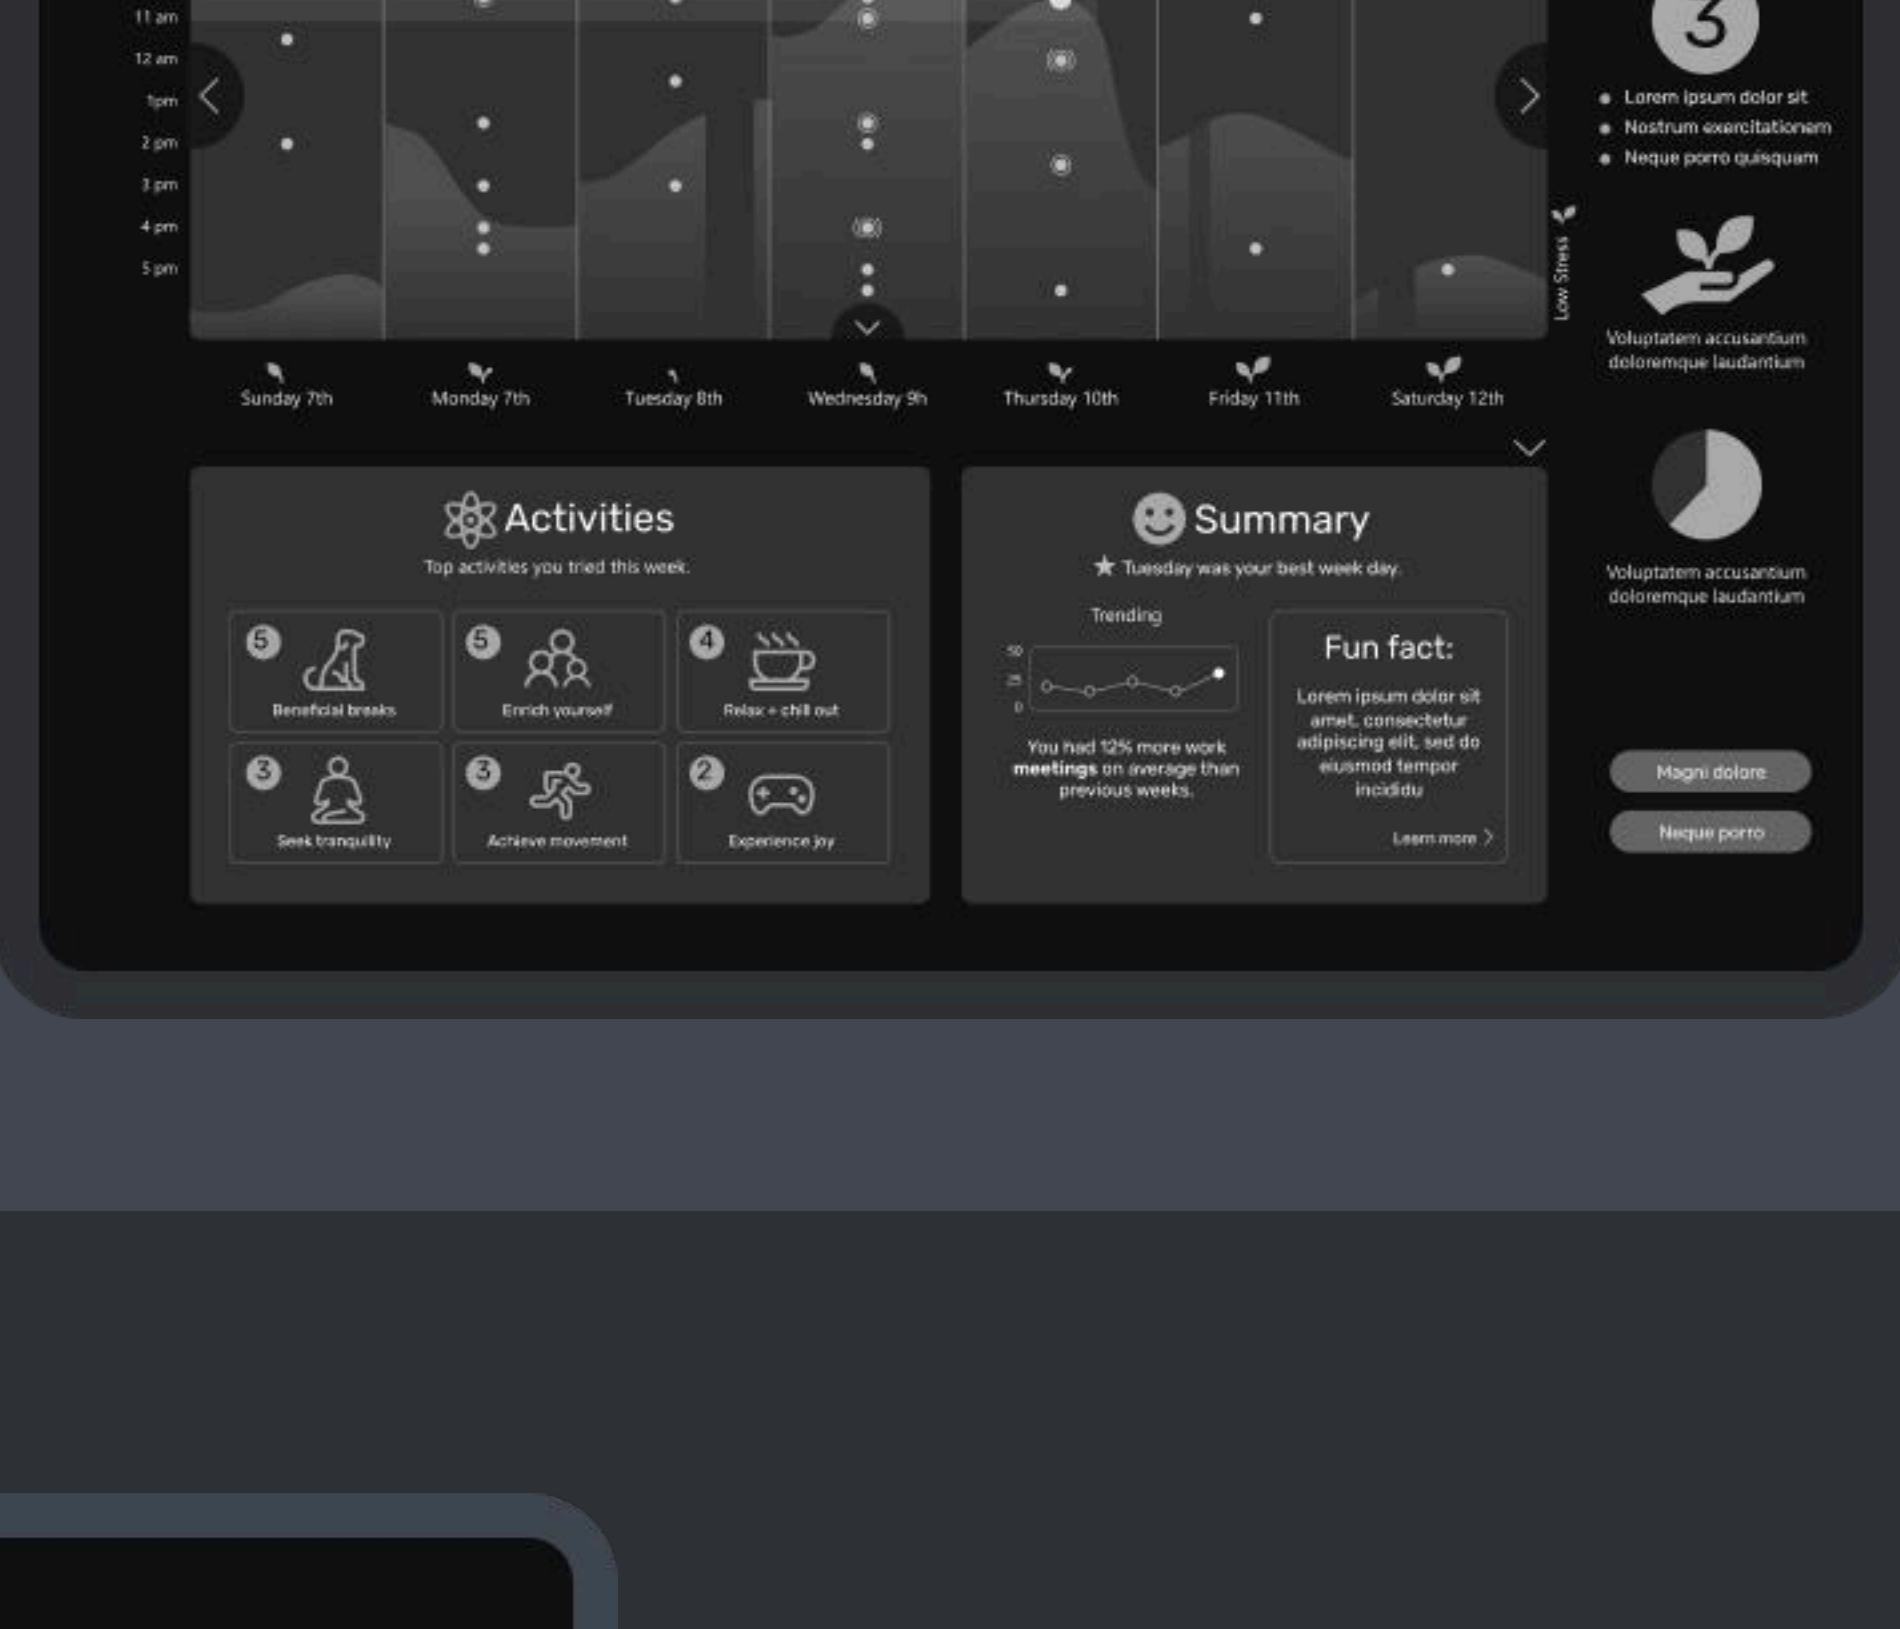 11 am
12 am
1pm
2 pm
3 pm
4 pm
5 pm
3
Lorem ipsum dolor sit
Nostrum exercitationem
Neque porro quisquam
Low Stress
Voluptatem accusantium
doloremque laudantium
Sunday 7th
Monday 7th
Tuesday 8th
Wednesday 9h
Thursday 10th
Friday 11th
Saturday 12th
Activities
Top activities you tried this week.
5
Beneficial breaks
5
Enrich yourself
4
Relax + chill out
3
Seek tranquility
3
Achieve movement
2
Experience joy
Summary
Tuesday was your best week day.
Trending
50
25
0
You had 12% more work
meetings on average than
previous weeks.
Fun fact:
Lorem ipsum dolor sit
amet, consectetur
adipiscing elit, sed do
eiusmod tempor
incididu
Learn more
Voluptatem accusantium
doloremque laudantium
Magni dolore
Neque porro